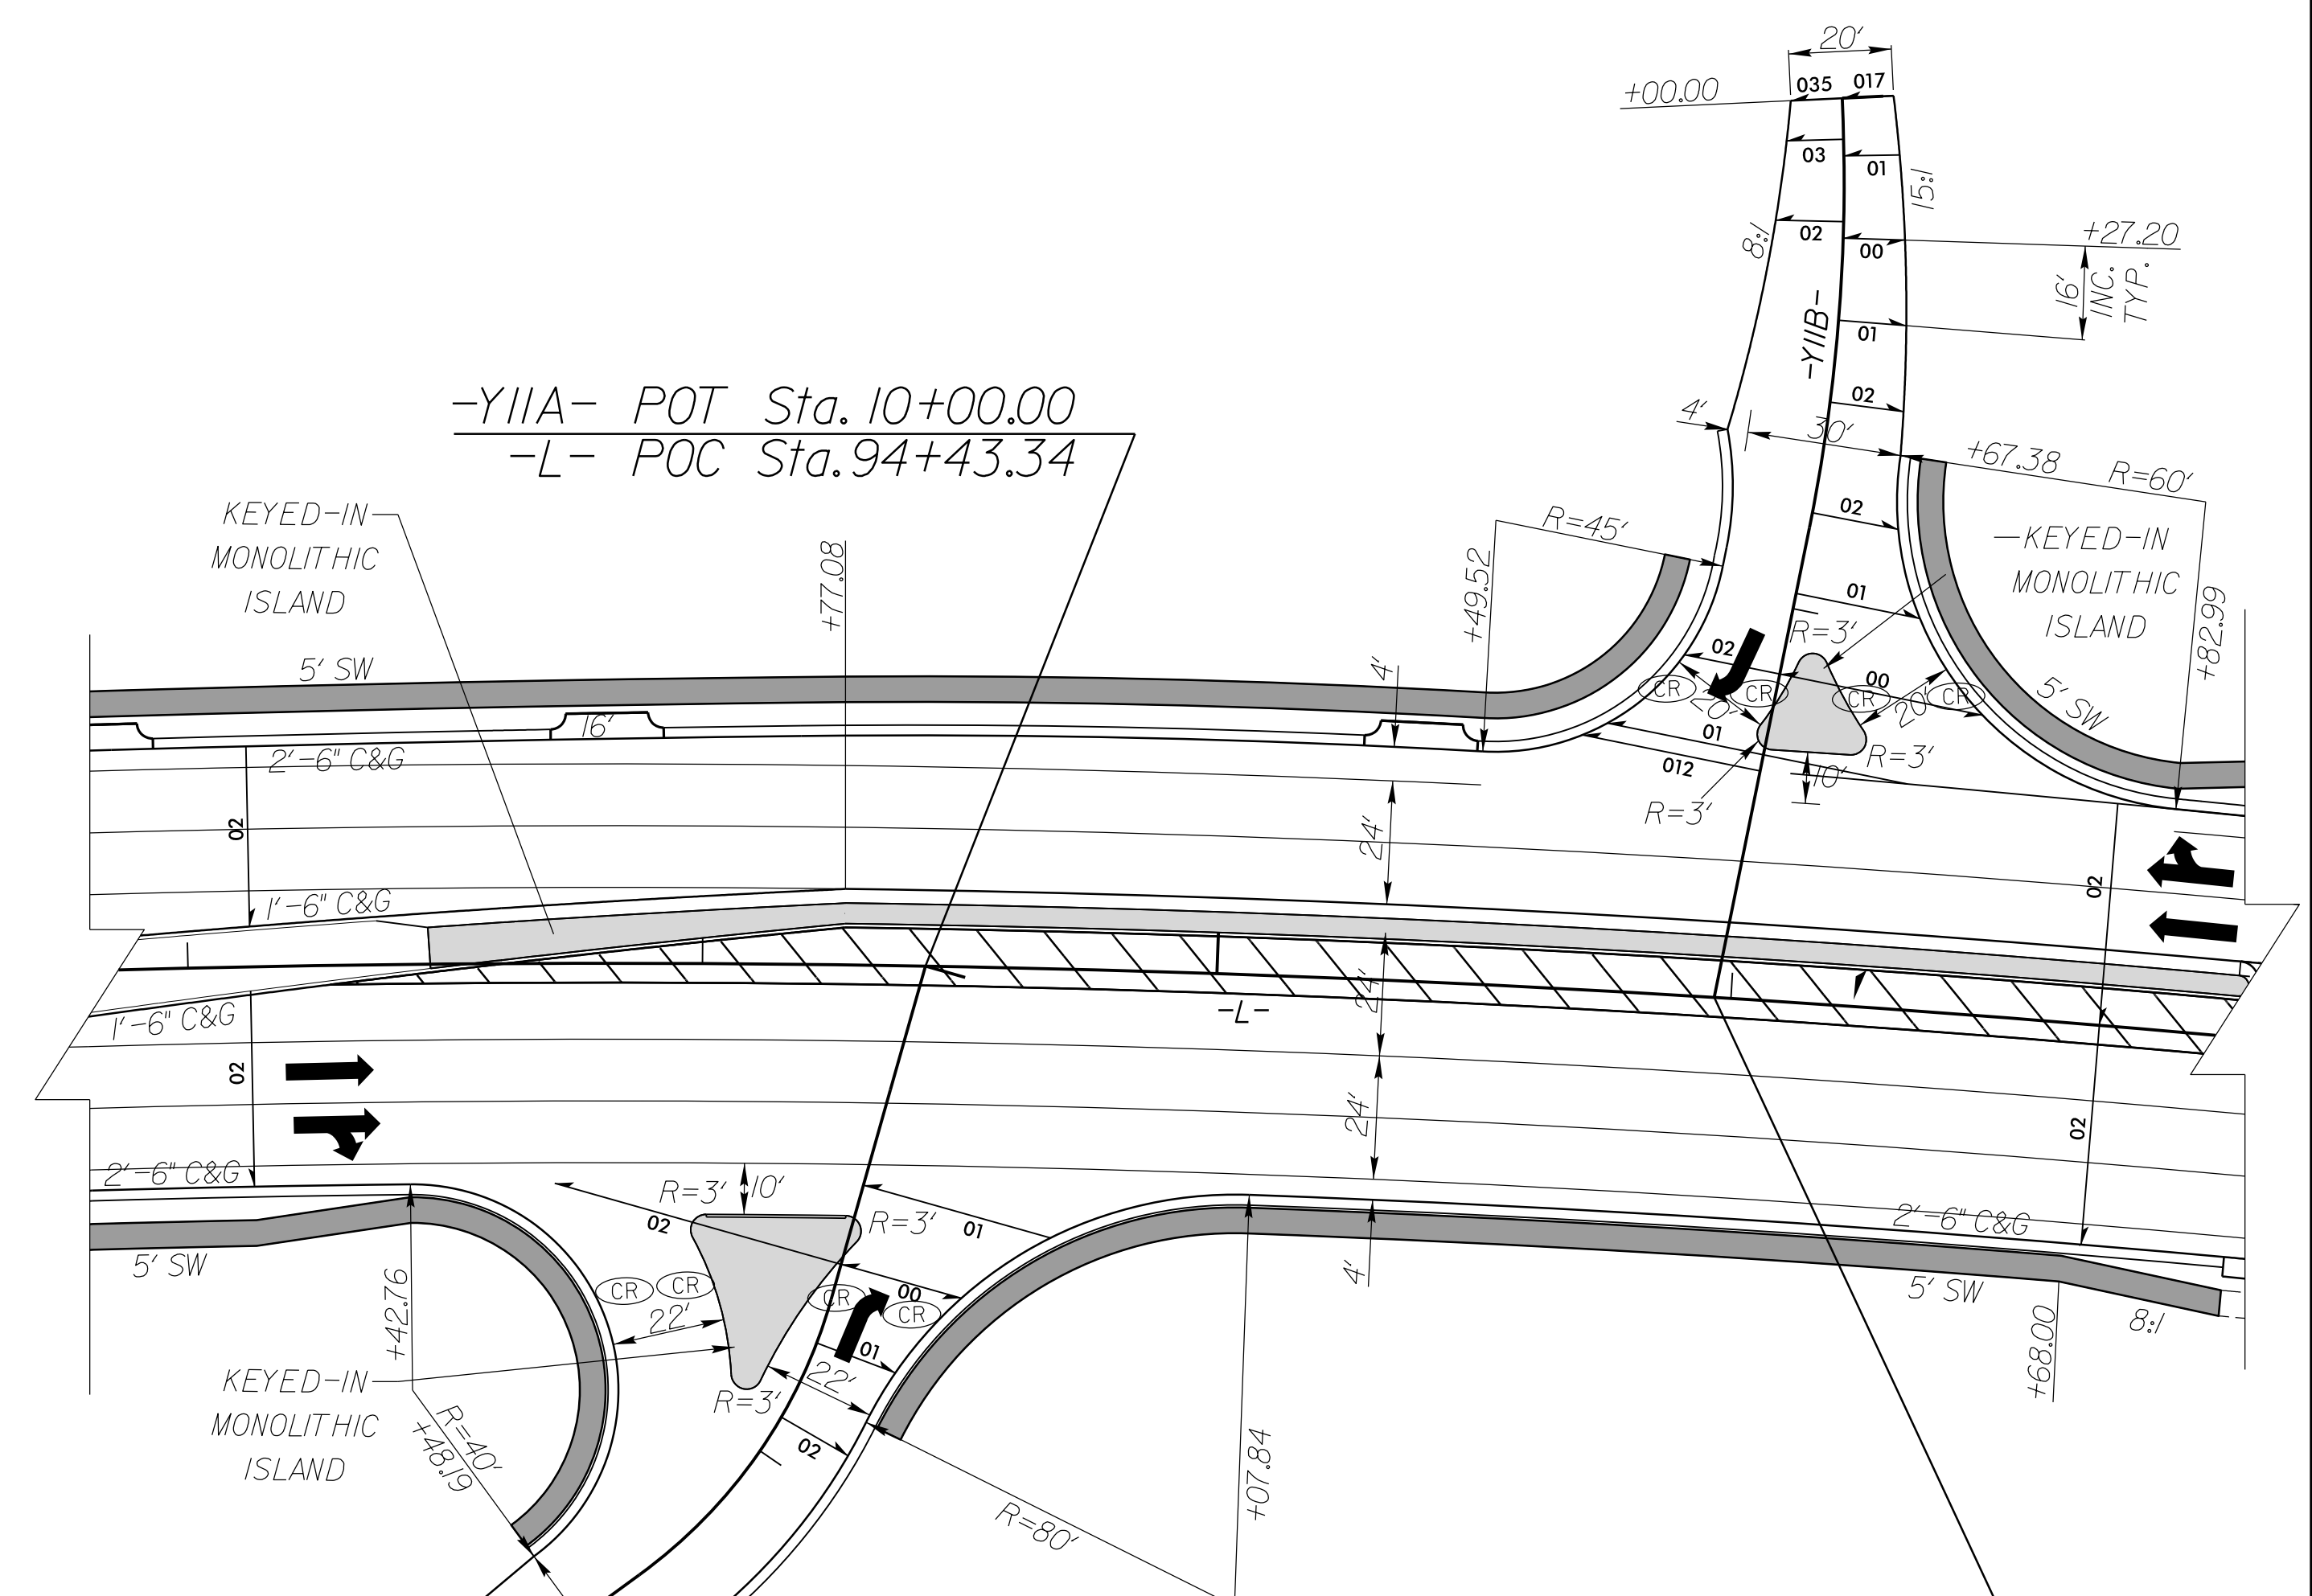 20'
+00.00
035
017
03
01
15:1
8:1
02
00
+27.20
16'
INC.
TYP.
-Y11B-
01
02
4'
30'
+67.38
R=60'
-Y11A- POT Sta. 10+00.00
-L- POC Sta. 94+43.34
KEYED-IN
MONOLITHIC
ISLAND
+77.08
+49.52
R=45'
02
KEYED-IN
MONOLITHIC
ISLAND
01
R=3'
+82.99
5' SW
4'
02
00
CR
CR
CR
CR
20'
20'
5' SW
16'
2'-6" C&G
01
012
R=3'
10'
R=3'
02
24'
02
1'-6" C&G
24'
1'-6" C&G
-L-
02
24'
02
2'-6" C&G
R=3'
10'
02
R=3'
01
2'-6" C&G
5' SW
4'
5' SW
CR
CR
CR
CR
00
22'
+42.76
01
22'
+68.00
8:1
KEYED-IN
MONOLITHIC
ISLAND
R=3'
R=40'
+48.19
02
+07.84
R=80'